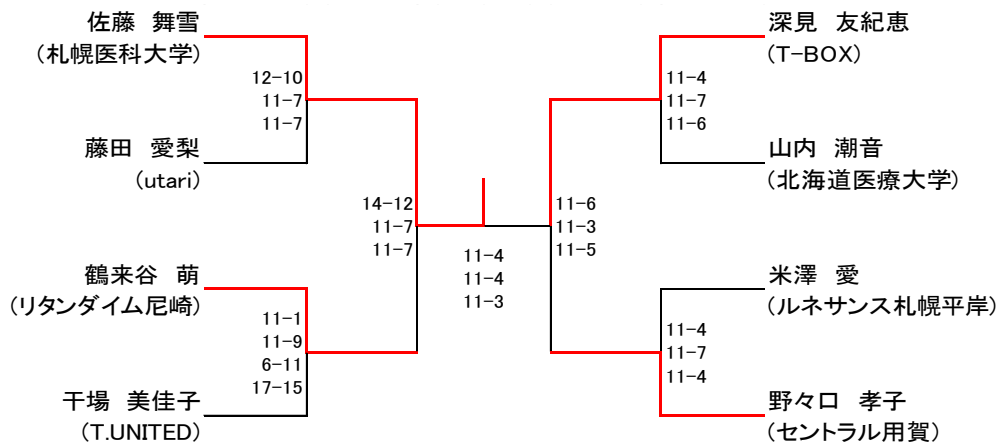 佐藤 舞雪
(札幌医科大学)
12-10
11-7
11-7
藤田 愛梨
(utari)
14-12
11-7
11-7
鶴来谷 萌
(リタンダイム尼崎)
11-1
11-9
6-11
17-15
干場 美佳子
(T.UNITED)
11-4
11-4
11-3
深見 友紀恵
(T-BOX)
11-4
11-7
11-6
山内 潮音
(北海道医療大学)
11-6
11-3
11-5
米澤 愛
(ルネサンス札幌平岸)
11-4
11-7
11-4
野々口 孝子
(セントラル用賀)